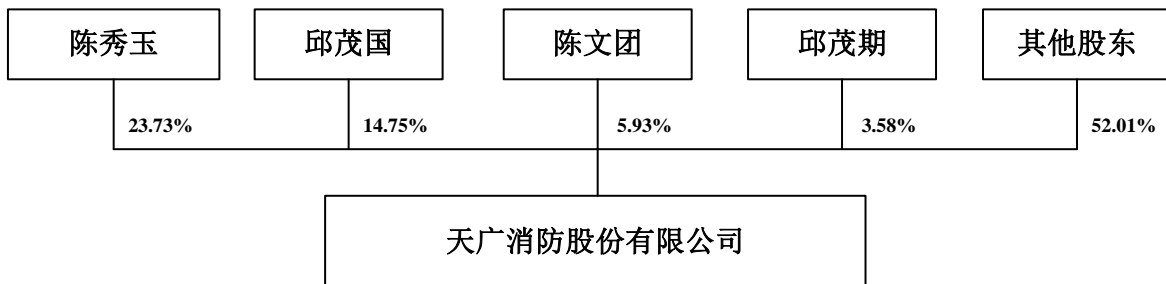 陈秀玉 邱茂国 陈文团 邱茂期 其他股东
23.73% 14.75% 5.93% 3.58% 52.01%
天广消防股份有限公司